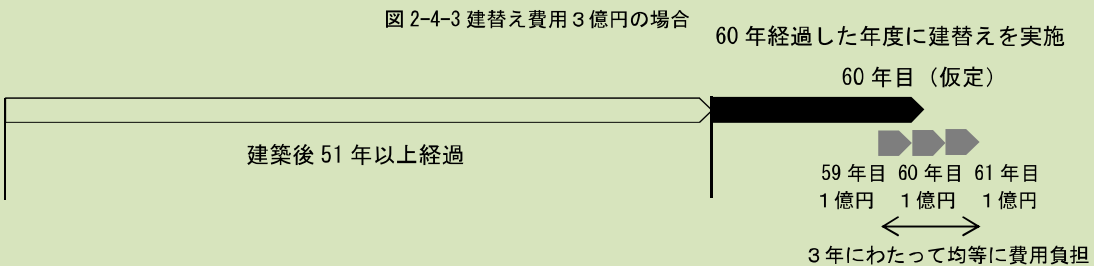 図 2-4-3 建替え費用３億円の場合
60 年経過した年度に建替えを実施
60 年目（仮定）
建築後 51 年以上経過
59 年目 60 年目 61 年目
１億円 １億円 １億円
３年にわたって均等に費用負担